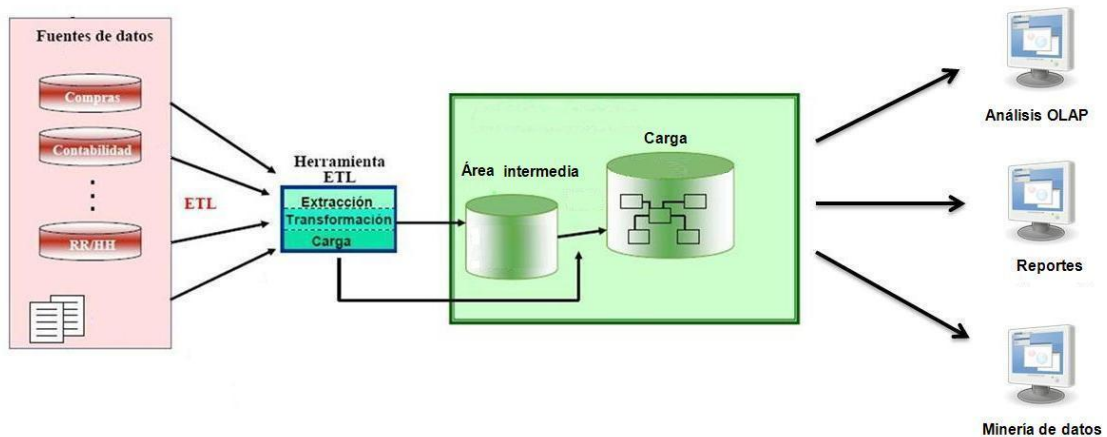 Fuentes de datos
Compras
Contabilidad
RR/HH
ETL
Herramienta
ETL
Extracción
Transformación
Carga
Área intermedia
Carga
Análisis OLAP
Reportes
Minería de datos